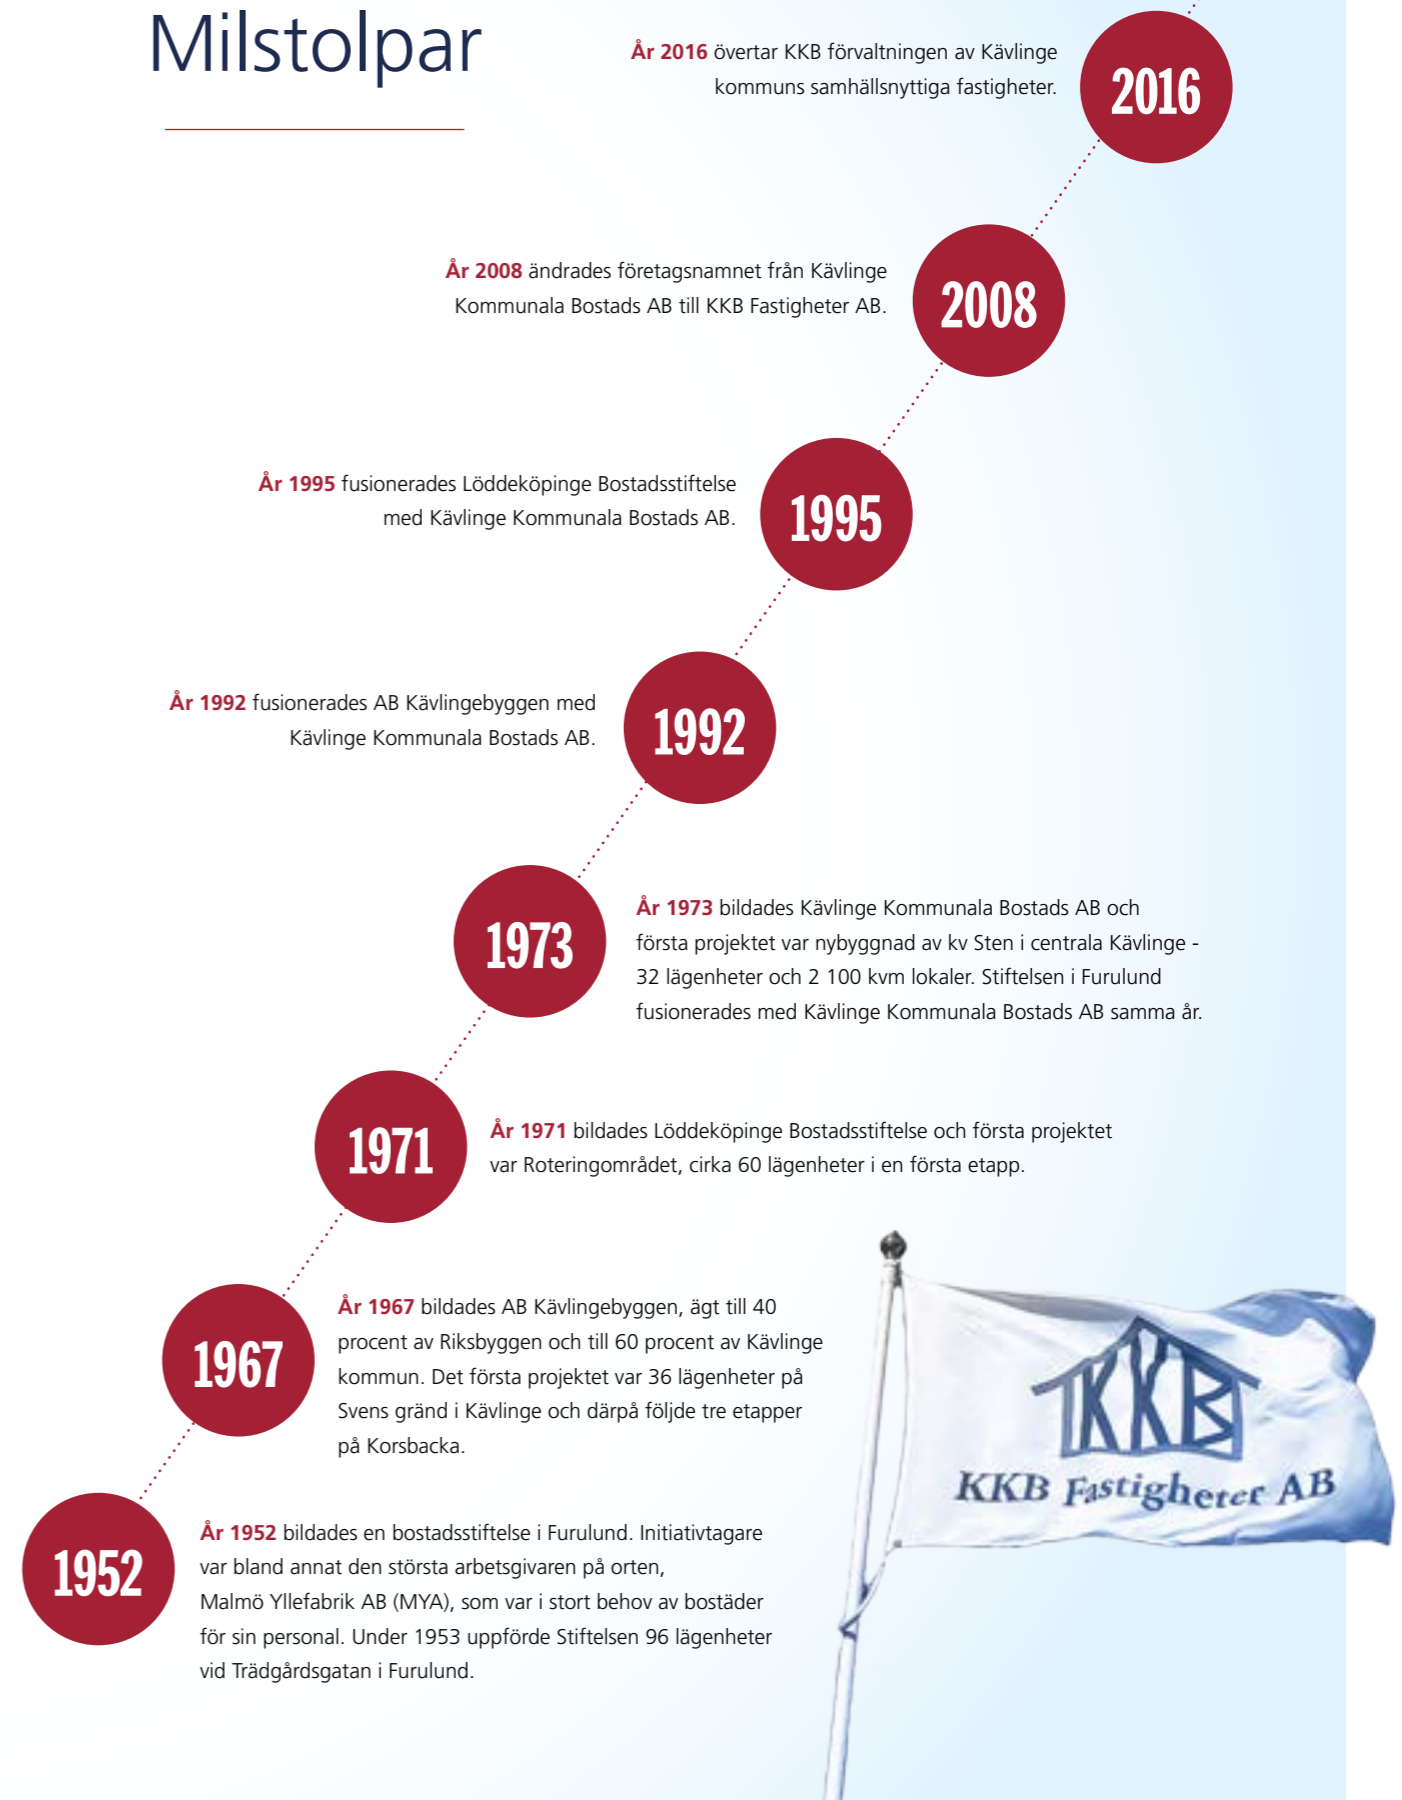 Milstolpar
År 2016 övertar KKB förvaltningen av Kävlinge
kommuns samhällsnyttiga fastigheter.
2016
År 2008 ändrades företagsnamnet från Kävlinge
Kommunala Bostads AB till KKB Fastigheter AB.
2008
År 1995 fusionerades Löddeköpinge Bostadsstiftelse
med Kävlinge Kommunala Bostads AB.
1995
År 1992 fusionerades AB Kävlingebyggen med
Kävlinge Kommunala Bostads AB.
1992
1973
År 1973 bildades Kävlinge Kommunala Bostads AB och
första projektet var nybyggnad av kv Sten i centrala Kävlinge -
32 lägenheter och 2 100 kvm lokaler. Stiftelsen i Furulund
fusionerades med Kävlinge Kommunala Bostads AB samma år.
1971
År 1971 bildades Löddeköpinge Bostadsstiftelse och första projektet
var Roteringområdet, cirka 60 lägenheter i en första etapp.
1967
År 1967 bildades AB Kävlingebyggen, ägt till 40
procent av Riksbyggen och till 60 procent av Kävlinge
kommun. Det första projektet var 36 lägenheter på
Svens gränd i Kävlinge och därpå följde tre etapper
på Korsbacka.
KKB
KKB Fastigheter AB
1952
År 1952 bildades en bostadsstiftelse i Furulund. Initiativtagare
var bland annat den största arbetsgivaren på orten,
Malmö Yllefabrik AB (MYA), som var i stort behov av bostäder
för sin personal. Under 1953 uppförde Stiftelsen 96 lägenheter
vid Trädgårdsgatan i Furulund.